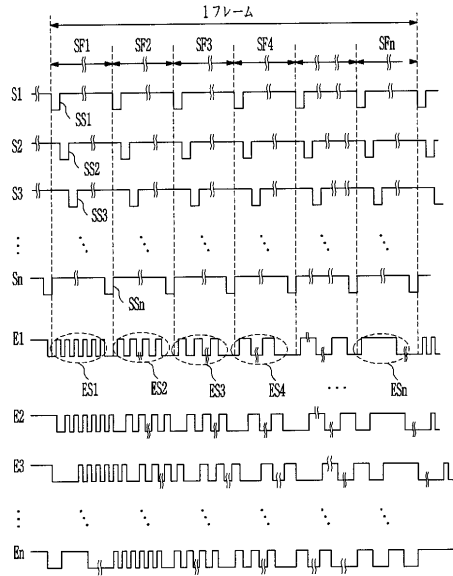 1フレーム
SF1 SF2 SF3 SF4 SFn
S1
SS1
S2
SS2
S3
SS3
Sn
SSn
E1
ES1 ES2 ES3 ES4 ... ESn
E2
E3
En